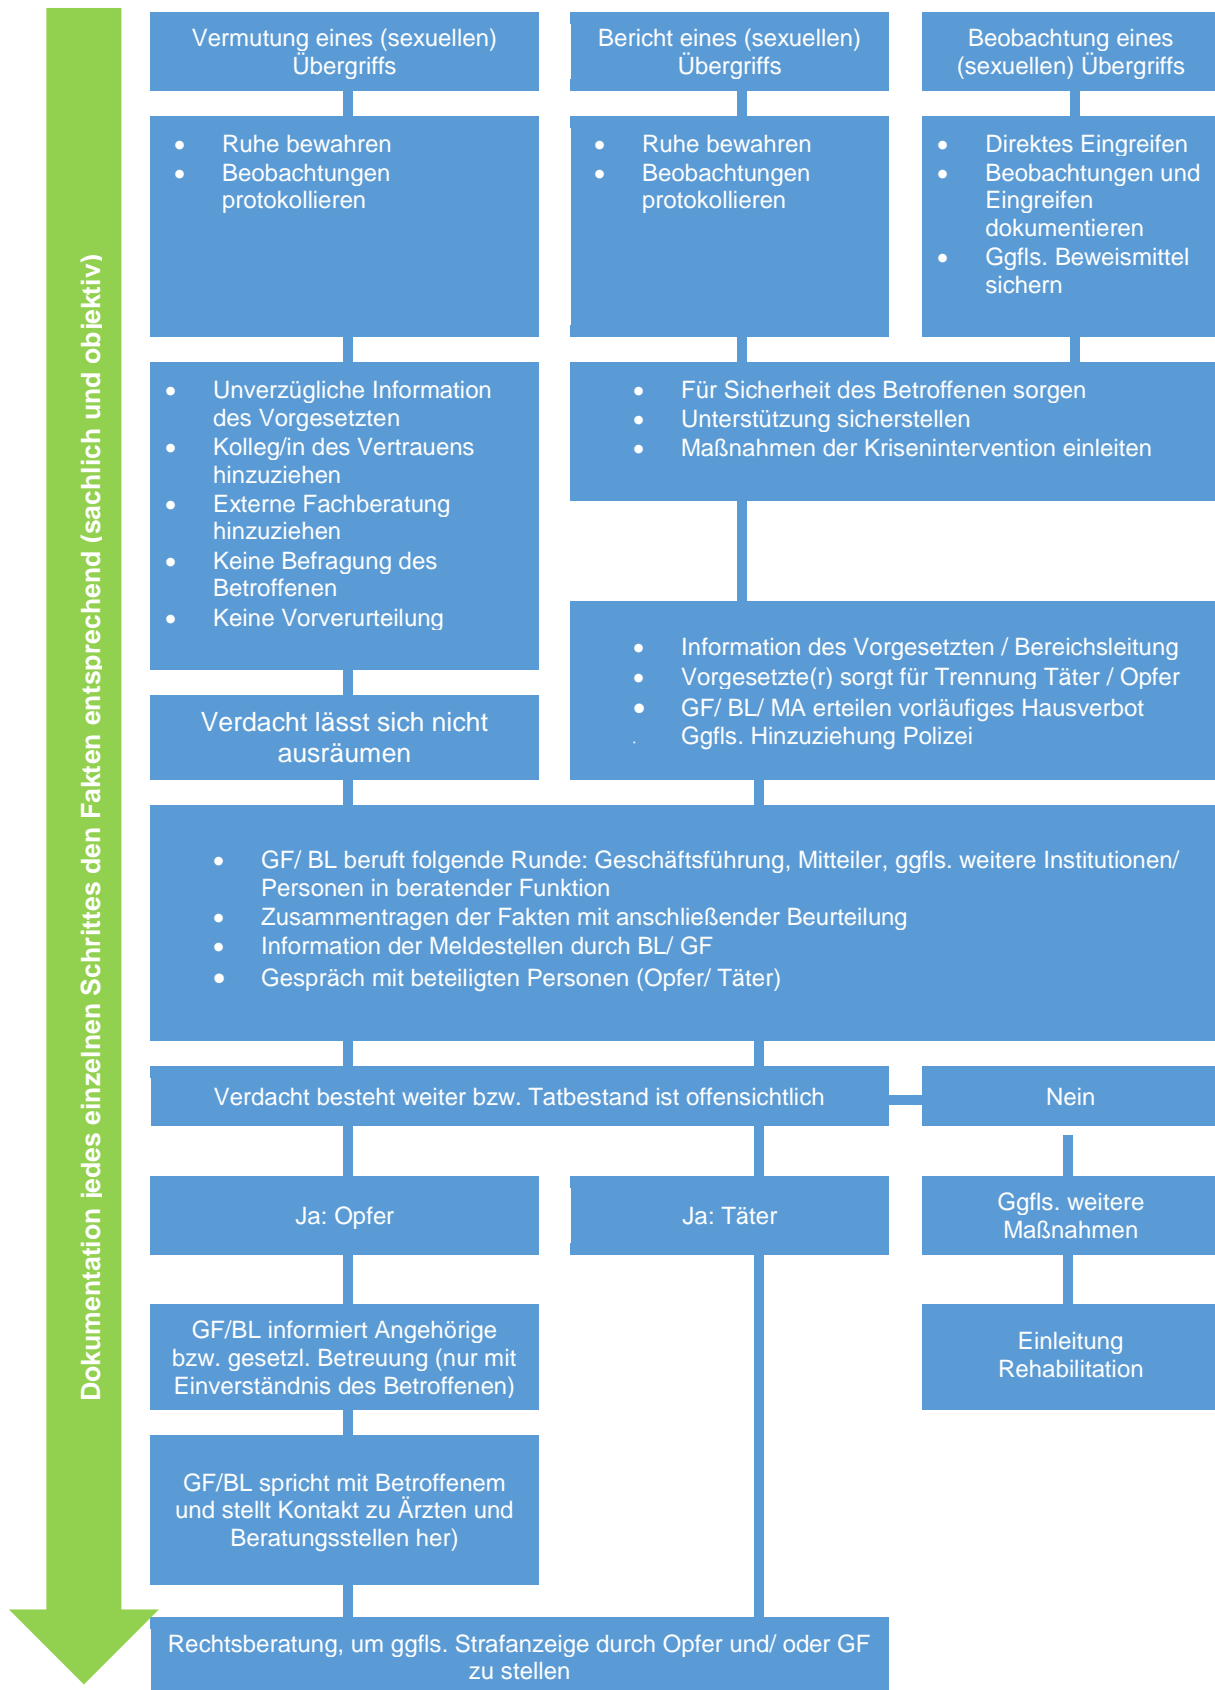 Dokumentation jedes einzelnen Schrittes den Fakten entsprechend (sachlich und objektiv)
Vermutung eines (sexuellen)
Übergriffs
Bericht eines (sexuellen)
Übergriffs
Beobachtung eines
(sexuellen) Übergriffs
• Ruhe bewahren
• Beobachtungen
protokollieren
• Ruhe bewahren
• Beobachtungen
protokollieren
• Direktes Eingreifen
• Beobachtungen und
Eingreifen
dokumentieren
• Ggfls. Beweismittel
sichern
• Unverzügliche Information
des Vorgesetzten
• Kolleg/in des Vertrauens
hinzuziehen
• Externe Fachberatung
hinzuziehen
• Keine Befragung des
Betroffenen
• Keine Vorverurteilung
• Für Sicherheit des Betroffenen sorgen
• Unterstützung sicherstellen
• Maßnahmen der Krisenintervention einleiten
• Information des Vorgesetzten / Bereichsleitung
• Vorgesetzte(r) sorgt für Trennung Täter / Opfer
• GF/ BL/ MA erteilen vorläufiges Hausverbot
. Ggfls. Hinzuziehung Polizei
Verdacht lässt sich nicht
ausräumen
• GF/ BL beruft folgende Runde: Geschäftsführung, Mitteiler, ggfls. weitere Institutionen/
Personen in beratender Funktion
• Zusammentragen der Fakten mit anschließender Beurteilung
• Information der Meldestellen durch BL/ GF
• Gespräch mit beteiligten Personen (Opfer/ Täter)
Verdacht besteht weiter bzw. Tatbestand ist offensichtlich
Nein
Ja: Opfer
Ja: Täter
Ggfls. weitere
Maßnahmen
GF/BL informiert Angehörige
bzw. gesetzl. Betreuung (nur mit
Einverständnis des Betroffenen)
Einleitung
Rehabilitation
GF/BL spricht mit Betroffenem
und stellt Kontakt zu Ärzten und
Beratungsstellen her)
Rechtsberatung, um ggfls. Strafanzeige durch Opfer und/ oder GF
zu stellen